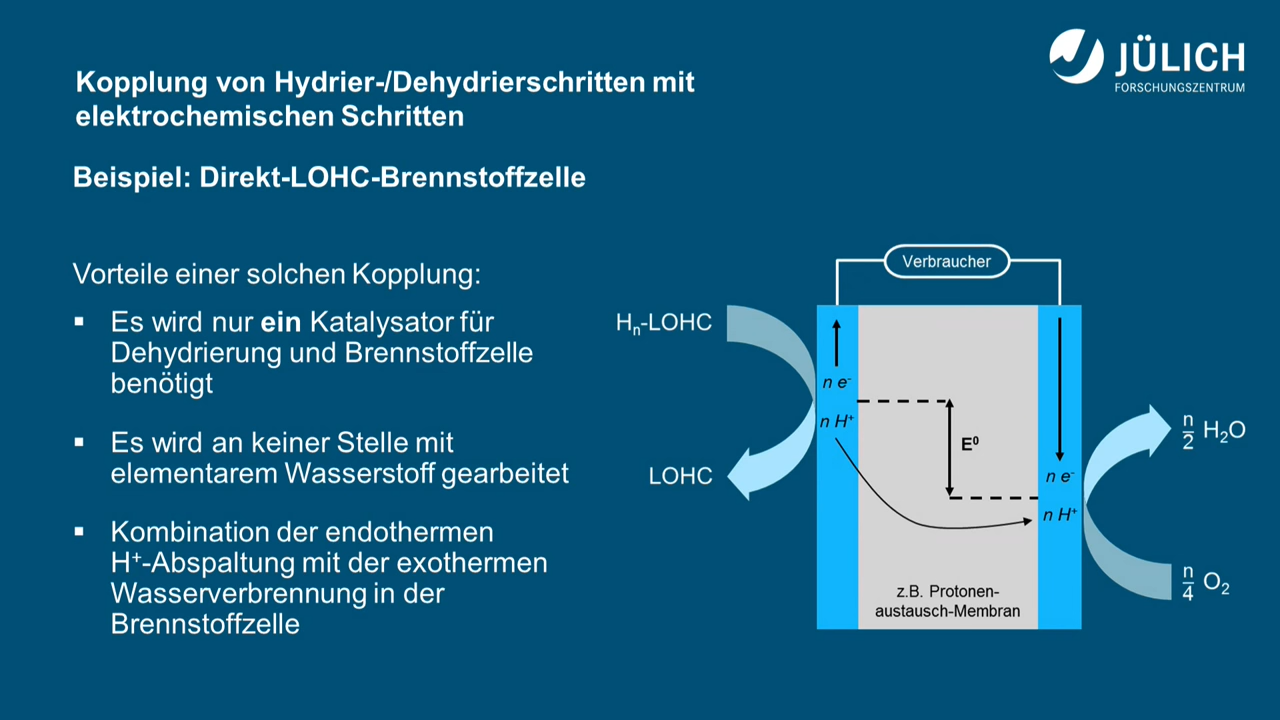 JÜLICH
FORSCHUNGSZENTRUM
Kopplung von Hydrier-/Dehydrierschritten mit
elektrochemischen Schritten
Beispiel: Direkt-LOHC-Brennstoffzelle
Vorteile einer solchen Kopplung:
▪ Es wird nur ein Katalysator für
Dehydrierung und Brennstoffzelle
benötigt
▪ Es wird an keiner Stelle mit
elementarem Wasserstoff gearbeitet
▪ Kombination der endothermen
H⁺-Abspaltung mit der exothermen
Wasserverbrennung in der
Brennstoffzelle
Verbraucher
Hₙ-LOHC
LOHC
n e⁻
n H⁺
E⁰
n e⁻
n H⁺
n/2 H₂O
n/4 O₂
z.B. Protonen-
austausch-Membran